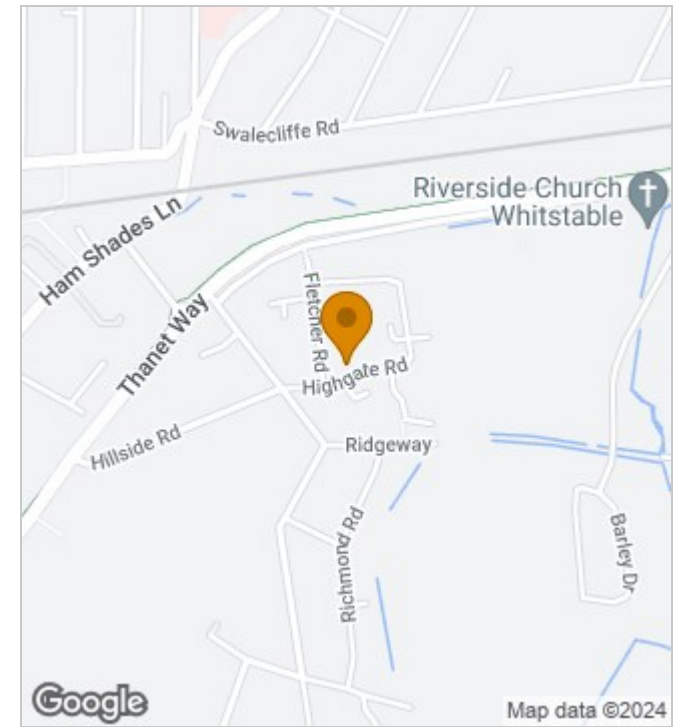 Swalecliffe Rd
Riverside Church
Whitstable
Ham Shades Ln
Thanet Way
Fletcher Rd
Highgate Rd
Hillside Rd
Ridgeway
Richmond Rd
Barley Dr
Google
Map data ©2024